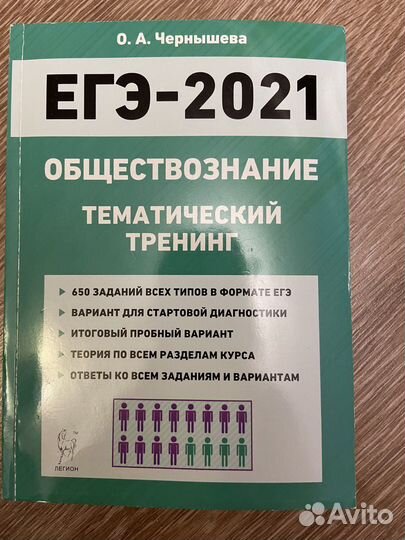 О. А. Чернышева
ЕГЭ-2021
ОБЩЕСТВОЗНАНИЕ
ТЕМАТИЧЕСКИЙ
ТРЕНИНГ
650 ЗАДАНИЙ ВСЕХ ТИПОВ В ФОРМАТЕ ЕГЭ
ВАРИАНТ ДЛЯ СТАРТОВОЙ ДИАГНОСТИКИ
ИТОГОВЫЙ ПРОБНЫЙ ВАРИАНТ
ТЕОРИЯ ПО ВСЕМ РАЗДЕЛАМ КУРСА
ОТВЕТЫ КО ВСЕМ ЗАДАНИЯМ И ВАРИАНТАМ
ЛЕГИОН
Avito